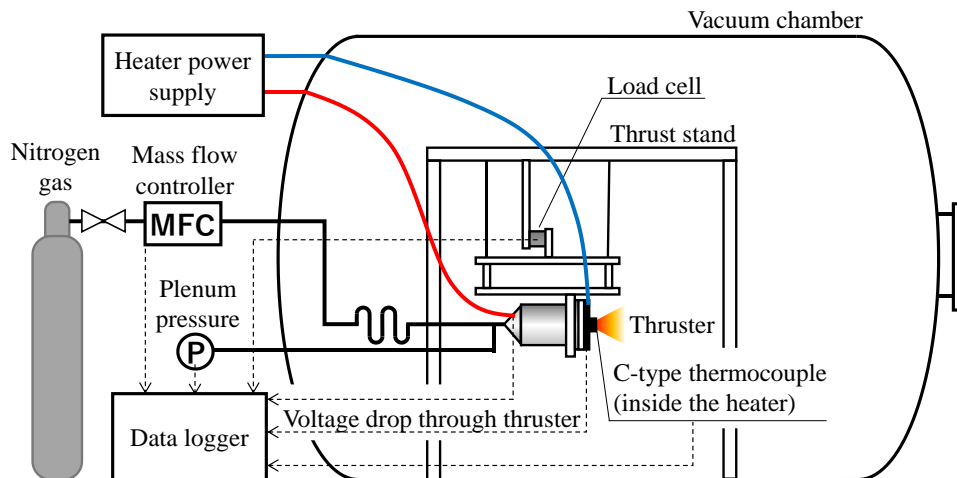 Vacuum chamber
Heater power
supply
Load cell
Thrust stand
Nitrogen
gas
Mass flow
controller
MFC
Plenum
pressure
P
Thruster
C-type thermocouple
(inside the heater)
Voltage drop through thruster
Data logger